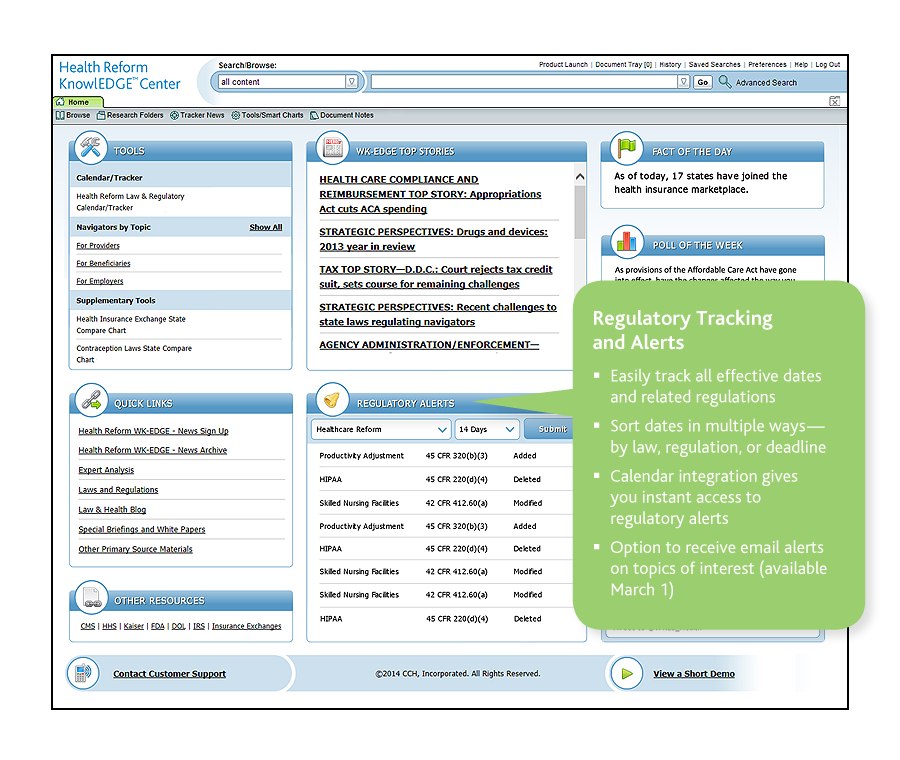 Health Reform
KnowlEDGE™ Center
Search/Browse:
all content
Product Launch | Document Tray [0] | History | Saved Searches | Preferences | Help | Log Out
Go
Advanced Search
Home
Browse Research Folders Tracker News Tools/Smart Charts Document Notes
TOOLS
Calendar/Tracker
Health Reform Law & Regulatory
Calendar/Tracker
Navigators by Topic Show All
For Providers
For Beneficiaries
For Employers
Supplementary Tools
Health Insurance Exchange State
Compare Chart
Contraception Laws State Compare
Chart
QUICK LINKS
Health Reform WK-EDGE - News Sign Up
Health Reform WK-EDGE - News Archive
Expert Analysis
Laws and Regulations
Law & Health Blog
Special Briefings and White Papers
Other Primary Source Materials
OTHER RESOURCES
CMS | HHS | Kaiser | FDA | DOL | IRS | Insurance Exchanges
WK-EDGE TOP STORIES
HEALTH CARE COMPLIANCE AND
REIMBURSEMENT TOP STORY: Appropriations
Act cuts ACA spending
STRATEGIC PERSPECTIVES: Drugs and devices:
2013 year in review
TAX TOP STORY—D.D.C.: Court rejects tax credit
suit, sets course for remaining challenges
STRATEGIC PERSPECTIVES: Recent challenges to
state laws regulating navigators
AGENCY ADMINISTRATION/ENFORCEMENT—
REGULATORY ALERTS
Healthcare Reform 14 Days Submit
Productivity Adjustment 45 CFR 320(b)(3) Added
HIPAA 45 CFR 220(d)(4) Deleted
Skilled Nursing Facilities 42 CFR 412.60(a) Modified
Productivity Adjustment 45 CFR 320(b)(3) Added
HIPAA 45 CFR 220(d)(4) Deleted
Skilled Nursing Facilities 42 CFR 412.60(a) Modified
Skilled Nursing Facilities 42 CFR 412.60(a) Modified
HIPAA 45 CFR 220(d)(4) Deleted
FACT OF THE DAY
As of today, 17 states have joined the
health insurance marketplace.
POLL OF THE WEEK
As provisions of the Affordable Care Act have gone
into effect, have the changes affected the way you
Regulatory Tracking
and Alerts
▪ Easily track all effective dates
and related regulations
▪ Sort dates in multiple ways—
by law, regulation, or deadline
▪ Calendar integration gives
you instant access to
regulatory alerts
▪ Option to receive email alerts
on topics of interest (available
March 1)
Contact Customer Support
©2014 CCH, Incorporated. All Rights Reserved.
View a Short Demo